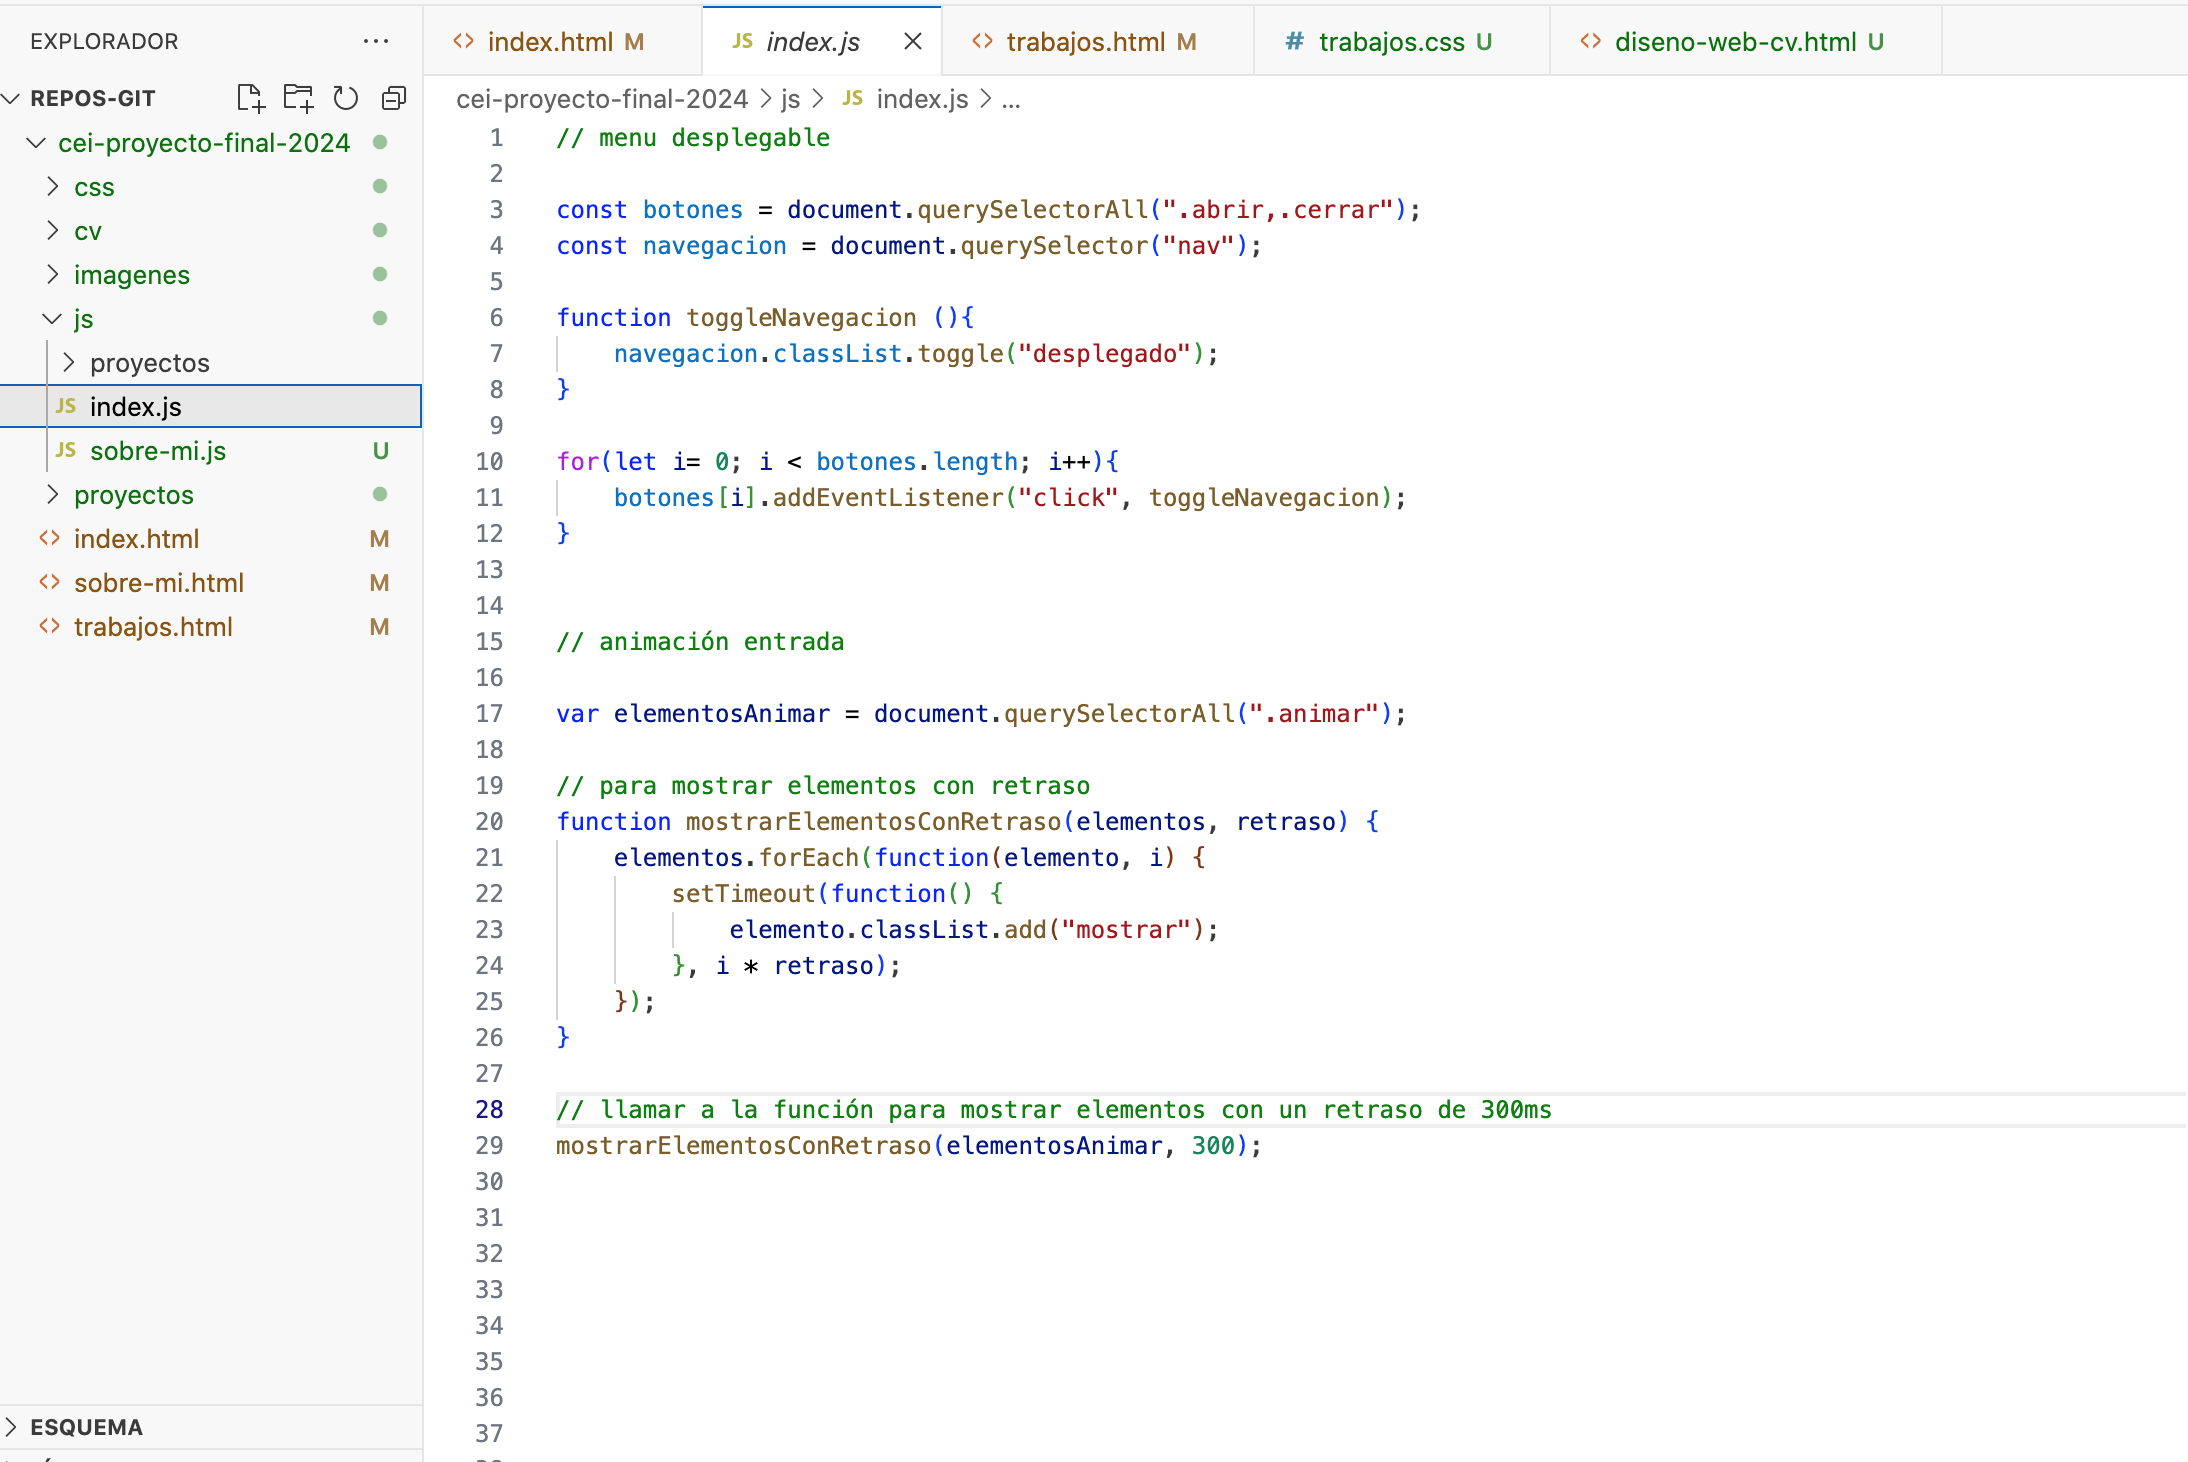 EXPLORADOR ...
index.html M
JS index.js
trabajos.html M
# trabajos.css U
diseno-web-cv.html U
REPOS-GIT
cei-proyecto-final-2024
css
cv
imagenes
js
proyectos
JS index.js
JS sobre-mi.js U
proyectos
index.html M
sobre-mi.html M
trabajos.html M
ESQUEMA
cei-proyecto-final-2024 > js > JS index.js > ...
1 // menu desplegable
2
3 const botones = document.querySelectorAll(".abrir,.cerrar");
4 const navegacion = document.querySelector("nav");
5
6 function toggleNavegacion (){
7     navegacion.classList.toggle("desplegado");
8 }
9
10 for(let i= 0; i < botones.length; i++){
11     botones[i].addEventListener("click", toggleNavegacion);
12 }
13
14
15 // animación entrada
16
17 var elementosAnimar = document.querySelectorAll(".animar");
18
19 // para mostrar elementos con retraso
20 function mostrarElementosConRetraso(elementos, retraso) {
21     elementos.forEach(function(elemento, i) {
22         setTimeout(function() {
23             elemento.classList.add("mostrar");
24         }, i * retraso);
25     });
26 }
27
28 // llamar a la función para mostrar elementos con un retraso de 300ms
29 mostrarElementosConRetraso(elementosAnimar, 300);
30
31
32
33
34
35
36
37